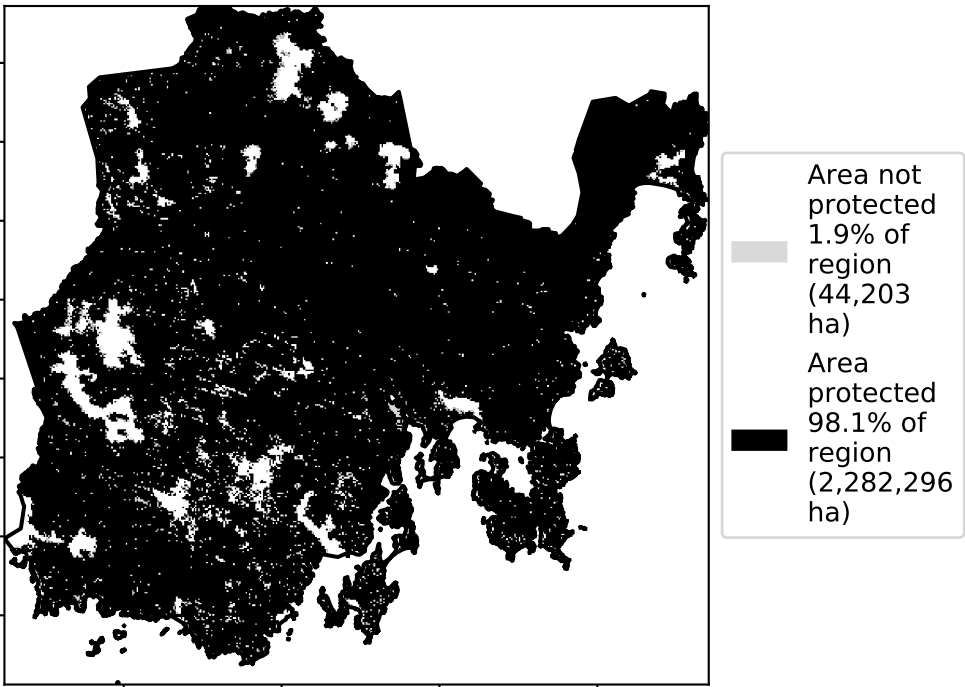 Area not
protected
1.9% of
region
(44,203
ha)
Area
protected
98.1% of
region
(2,282,296
ha)